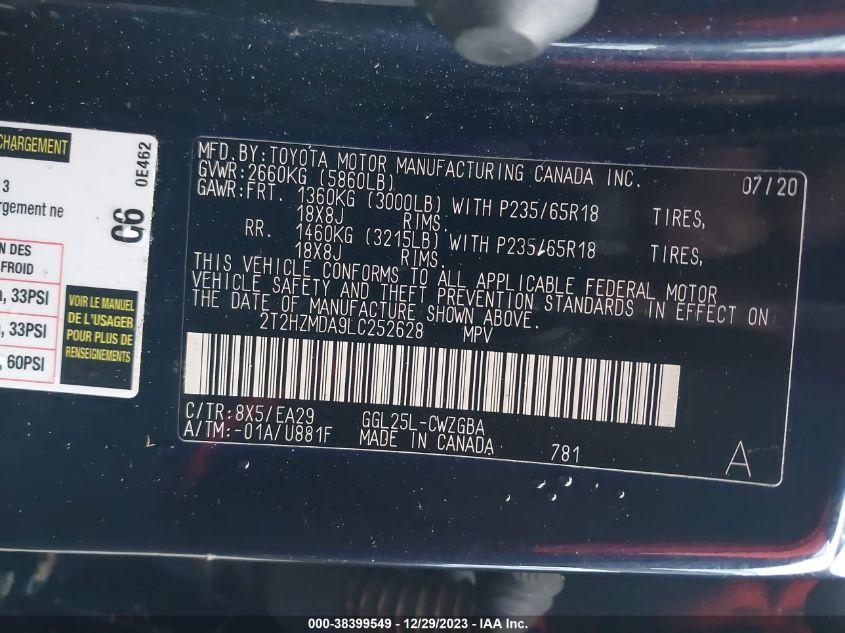 CHARGEMENT
3
argement ne
N DES
FROID
, 33PSI
, 33PSI
, 60PSI
VOIR LE MANUEL
DE L'USAGER
POUR PLUS DE
RENSEIGNEMENTS
C6
0E462
MFD.BY:TOYOTA MOTOR MANUFACTURING CANADA INC. 07/20
GVWR:2660KG (5860LB)
GAWR:FRT. 1360KG (3000LB) WITH P235/65R18 TIRES,
18X8J RIMS.
RR. 1460KG (3215LB) WITH P235/65R18 TIRES,
18X8J RIMS.
THIS VEHICLE CONFORMS TO ALL APPLICABLE FEDERAL MOTOR
VEHICLE SAFETY AND THEFT PREVENTION STANDARDS IN EFFECT ON
THE DATE OF MANUFACTURE SHOWN ABOVE.
2T2HZMDA9LC252628 MPV
C/TR:8X5/EA29 GGL25L-CWZGBA
A/TM:-01A/U881F MADE IN CANADA 781
A
000-38399549 — 12/29/2023 — COPYRIGHT IAA, LLC.